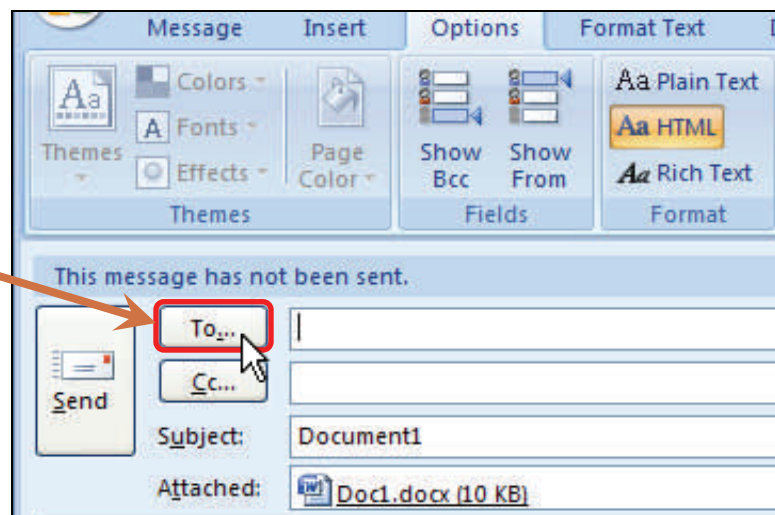 Message Insert Options Format Text
Aa Colors Aa Plain Text
A Fonts Aa HTML
Themes Effects Page Color Show Bcc Show From Aa Rich Text
Themes Fields Format
This message has not been sent.
To...
Send Cc...
Subject: Document1
Attached: Doc1.docx (10 KB)